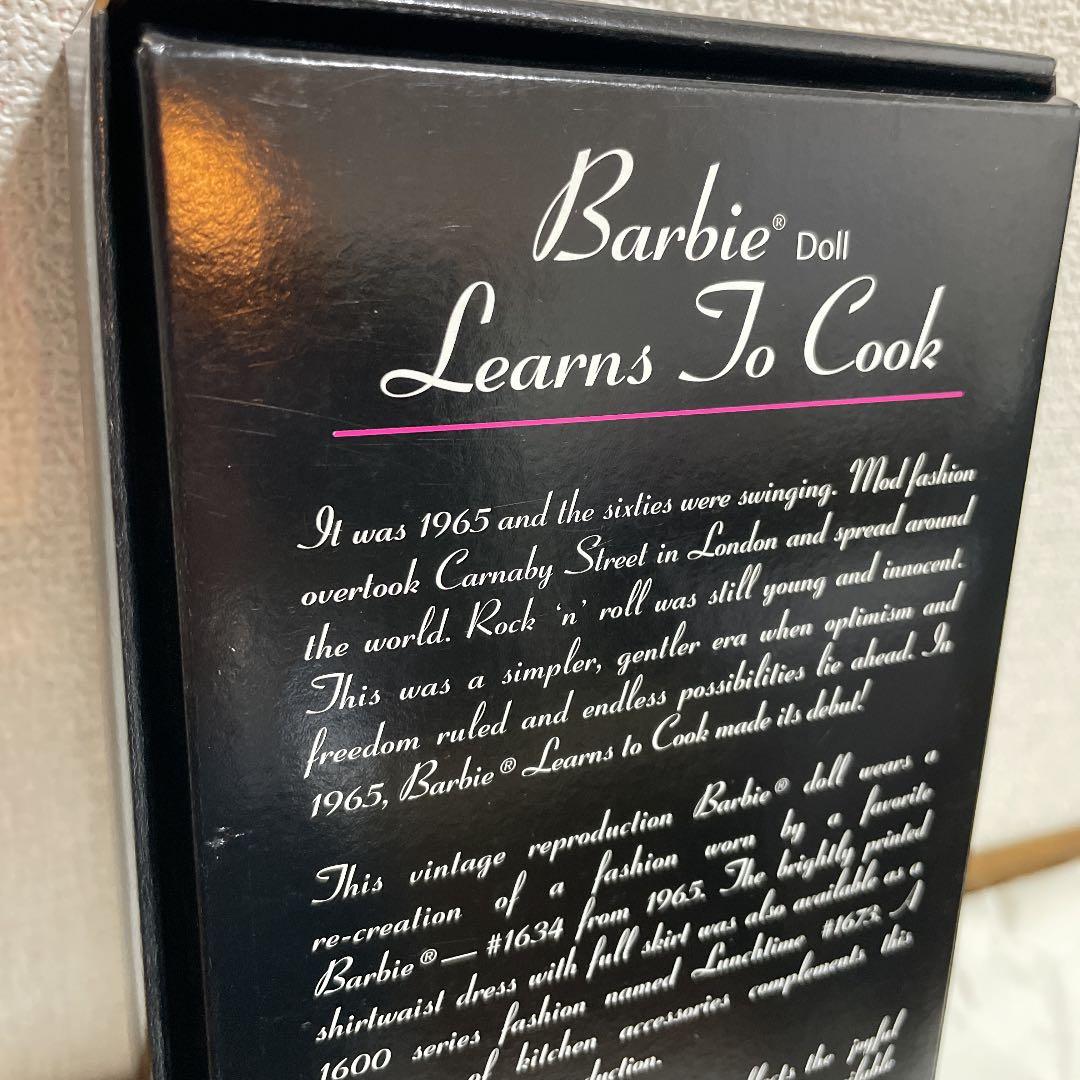 Barbie® Doll
Learns To Cook
It was 1965 and the sixties were swinging. Mod fashion
overtook Carnaby Street in London and spread around
the world. Rock 'n' roll was still young and innocent.
This was a simpler, gentler era when optimism and
freedom ruled and endless possibilities lie ahead. In
1965, Barbie® Learns to Cook made its debut!
This vintage reproduction Barbie® doll wears a
re-creation of a fashion worn by a favorite
Barbie®— #1634 from 1965. The brightly printed
shirtwaist dress with full skirt was also available as a
1600 series fashion named Lunchtime #1673. A
of kitchen accessories complements this
the joyful